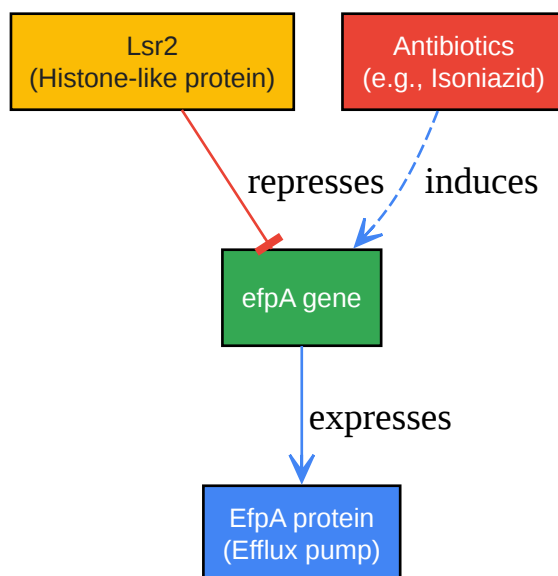 Lsr2
(Histone-like protein)
Antibiotics
(e.g., Isoniazid)
represses
induces
efpA gene
expresses
EfpA protein
(Efflux pump)